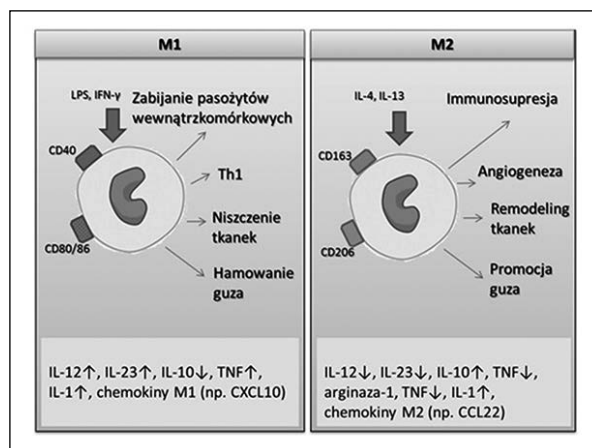 M1
LPS, IFN-γ
Zabijanie pasożytów
wewnątrzkomórkowych
CD40
Th1
Niszczenie
tkanek
CD80/86
Hamowanie
guza
IL-12↑, IL-23↑, IL-10↓, TNF↑,
IL-1↑, chemokiny M1 (np. CXCL10)
M2
IL-4, IL-13
Immunosupresja
CD163
Angiogeneza
Remodeling
tkanek
CD206
Promocja
guza
IL-12↓, IL-23↓, IL-10↑, TNF↓,
arginaza-1, TNF↓, IL-1↑,
chemokiny M2 (np. CCL22)